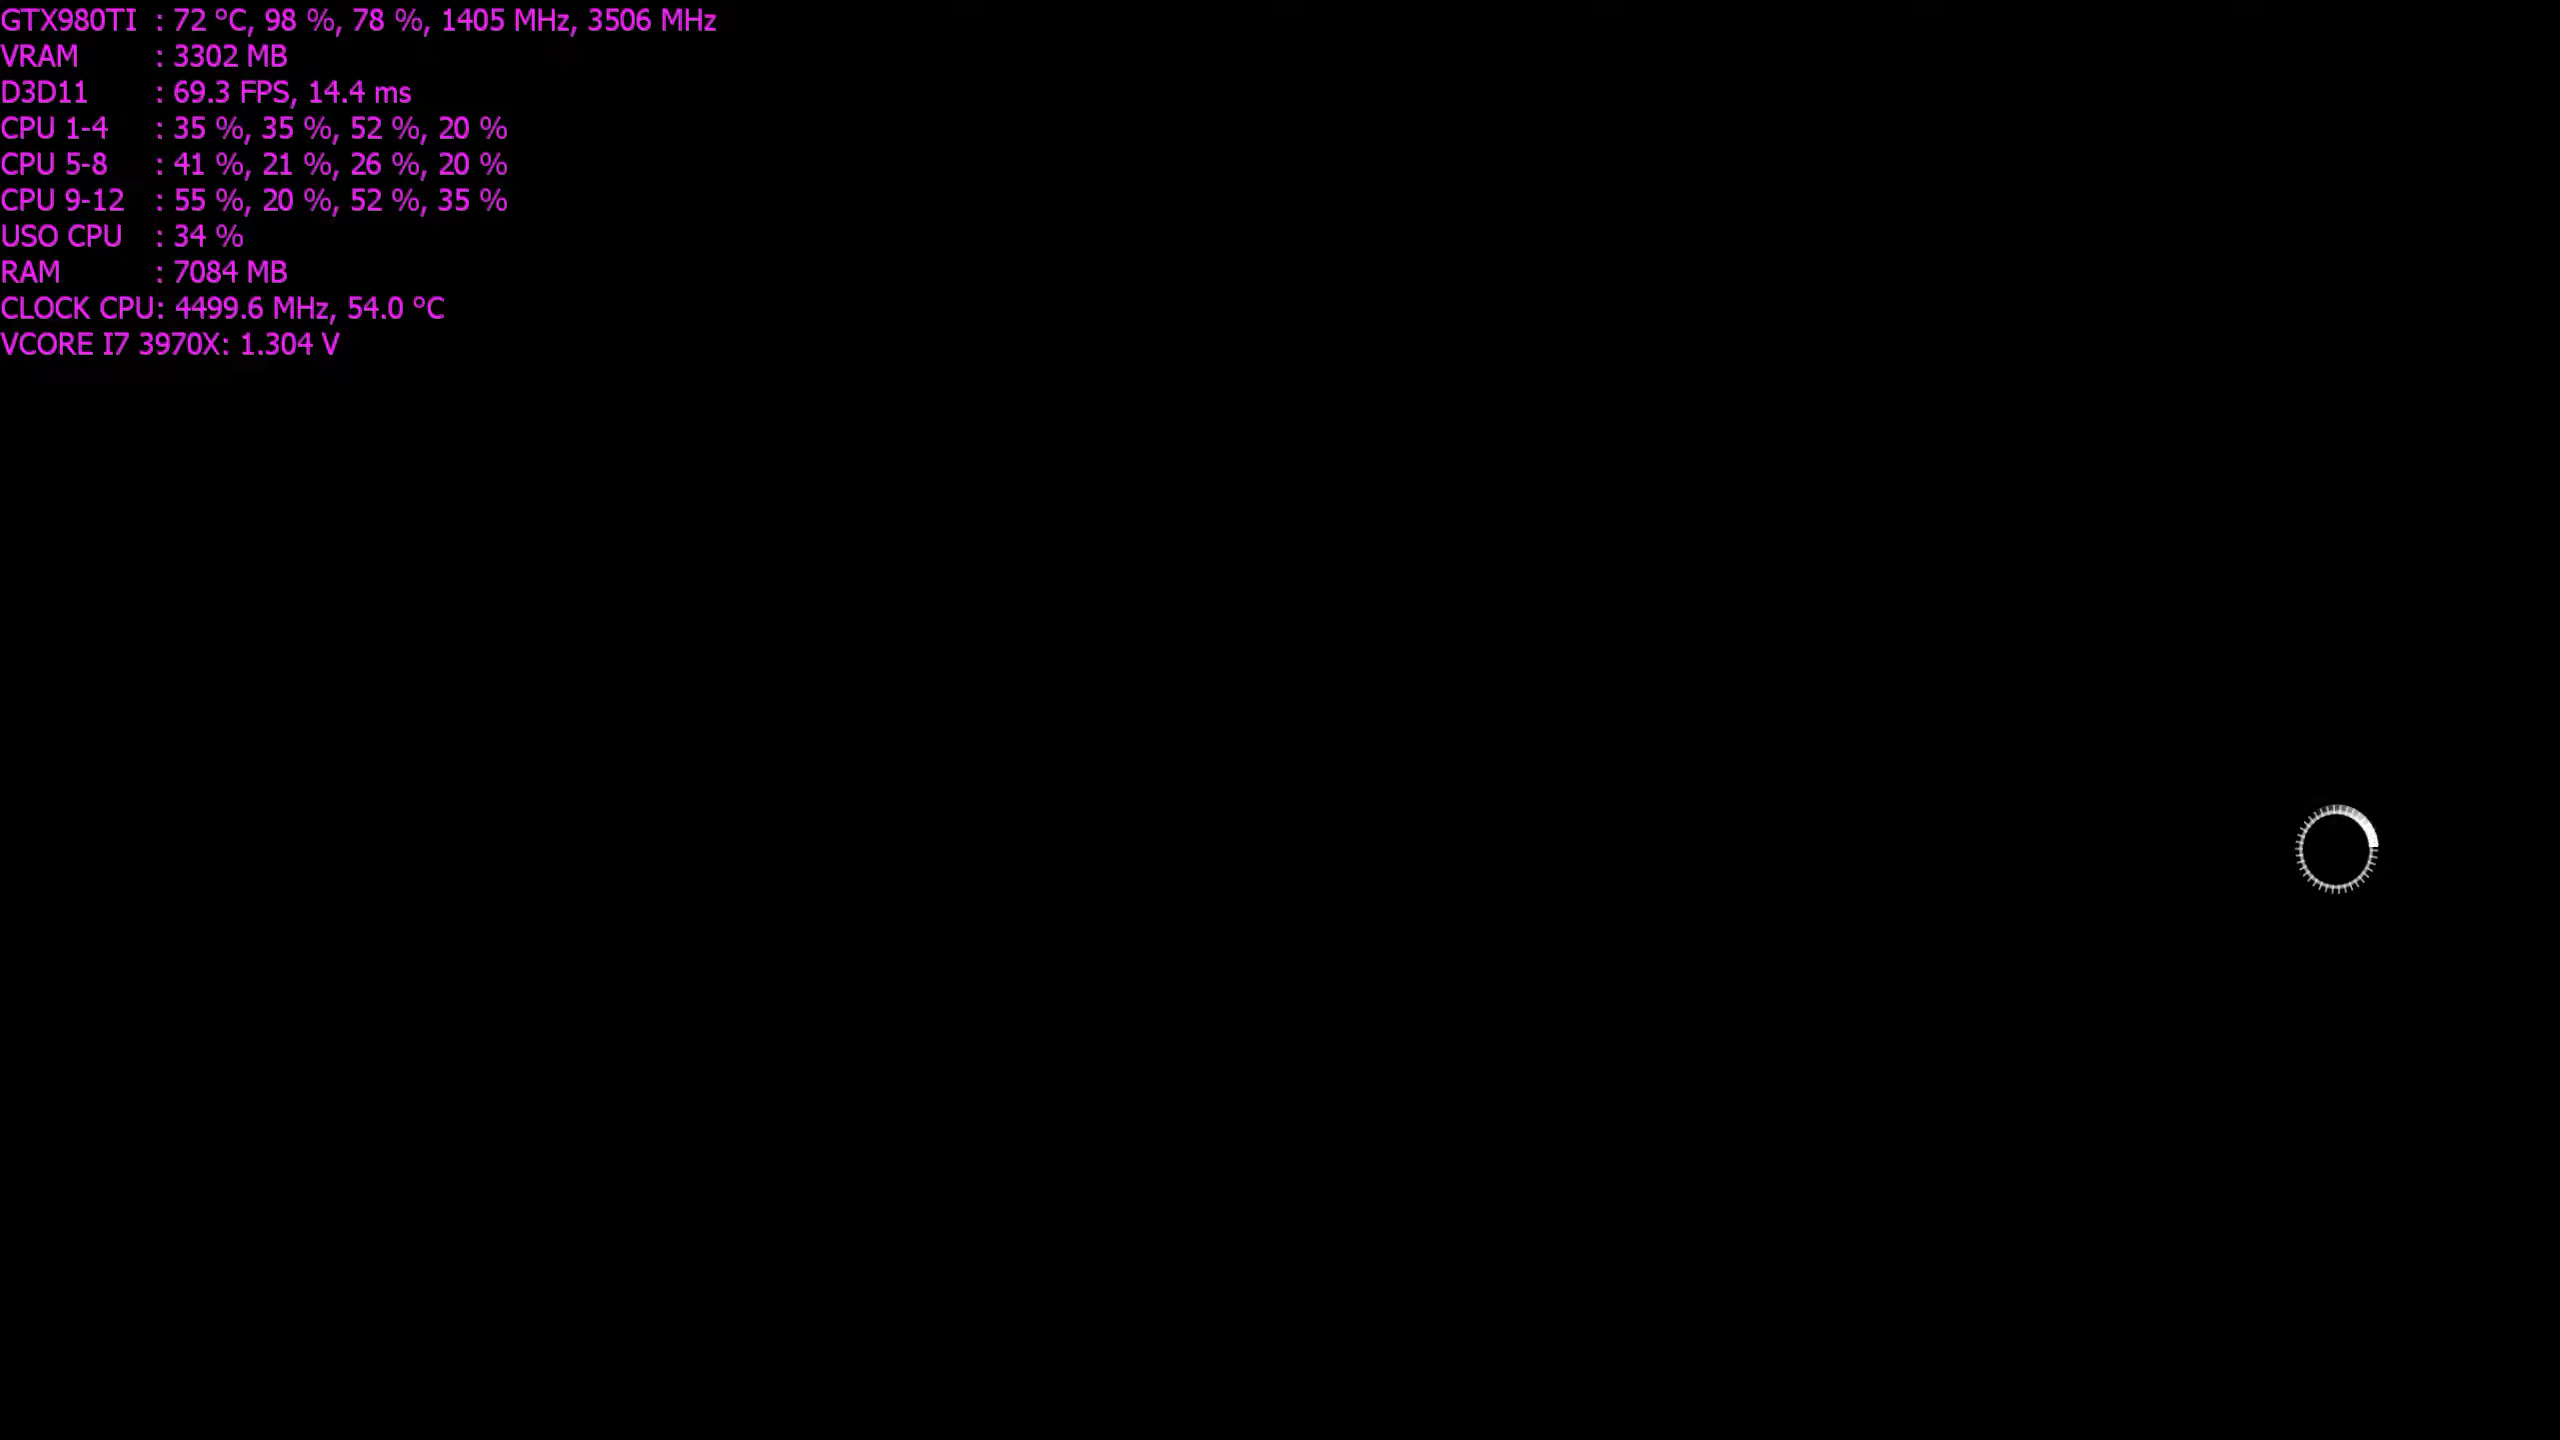 GTX980TI : 72 °C, 98 %, 78 %, 1405 MHz, 3506 MHz
VRAM : 3302 MB
D3D11 : 69.3 FPS, 14.4 ms
CPU 1-4 : 35 %, 35 %, 52 %, 20 %
CPU 5-8 : 41 %, 21 %, 26 %, 20 %
CPU 9-12 : 55 %, 20 %, 52 %, 35 %
USO CPU : 34 %
RAM : 7084 MB
CLOCK CPU: 4499.6 MHz, 54.0 °C
VCORE I7 3970X: 1.304 V